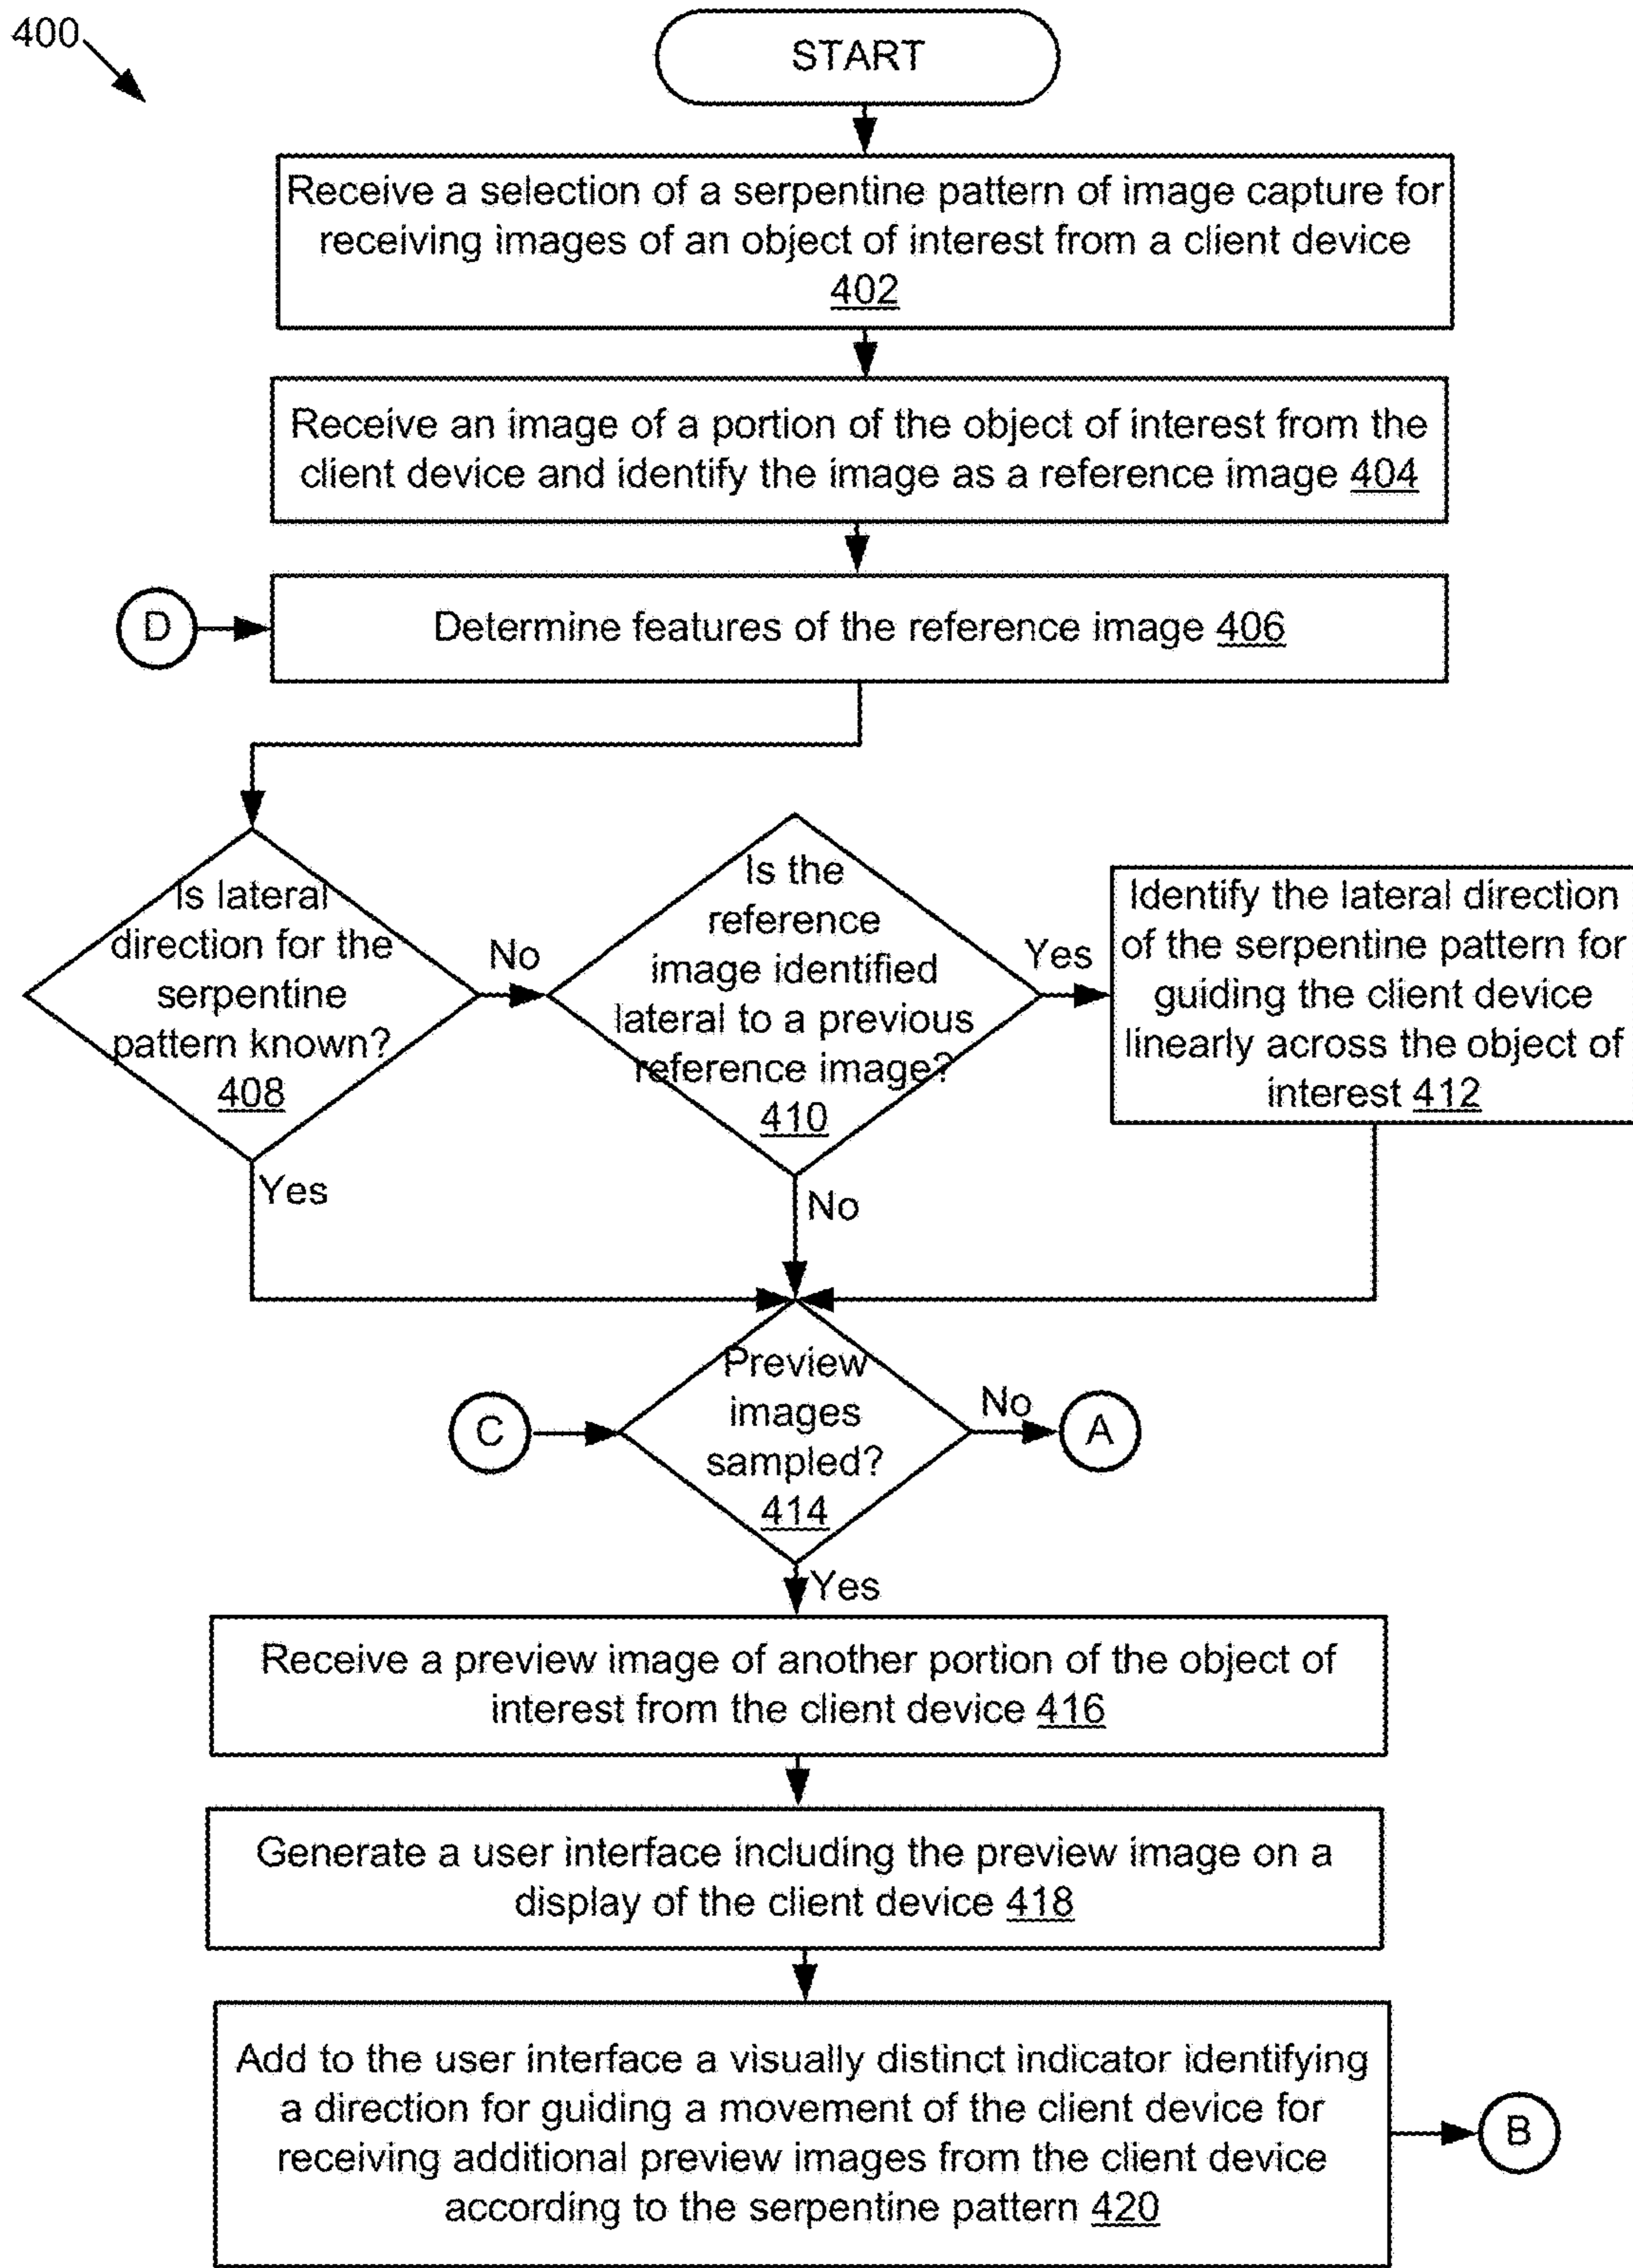 400
START
Receive a selection of a serpentine pattern of image capture for
receiving images of an object of interest from a client device
402
Receive an image of a portion of the object of interest from the
client device and identify the image as a reference image 404
D
Determine features of the reference image 406
Is lateral
direction for the
serpentine
pattern known?
408
No
Yes
Is the
reference
image identified
lateral to a previous
reference image?
410
Yes
No
Identify the lateral direction
of the serpentine pattern for
guiding the client device
linearly across the object of
interest 412
C
Preview
images
sampled?
414
No
A
Yes
Receive a preview image of another portion of the object of
interest from the client device 416
Generate a user interface including the preview image on a
display of the client device 418
Add to the user interface a visually distinct indicator identifying
a direction for guiding a movement of the client device for
receiving additional preview images from the client device
according to the serpentine pattern 420
B